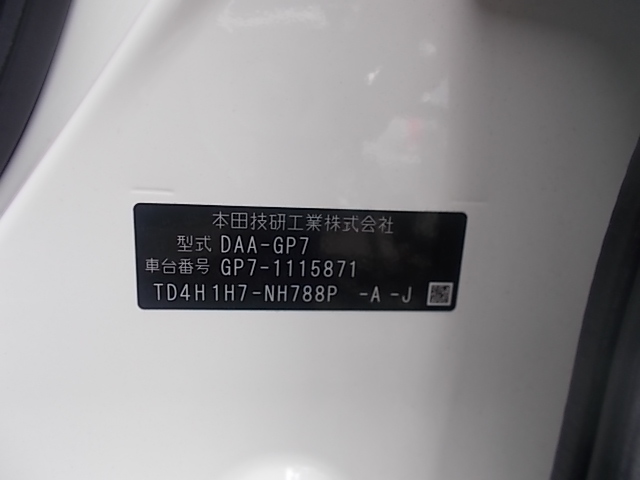 本田技研工業株式会社
型式 DAA-GP7
車台番号 GP7-1115871
TD4H1H7-NH788P -A -J